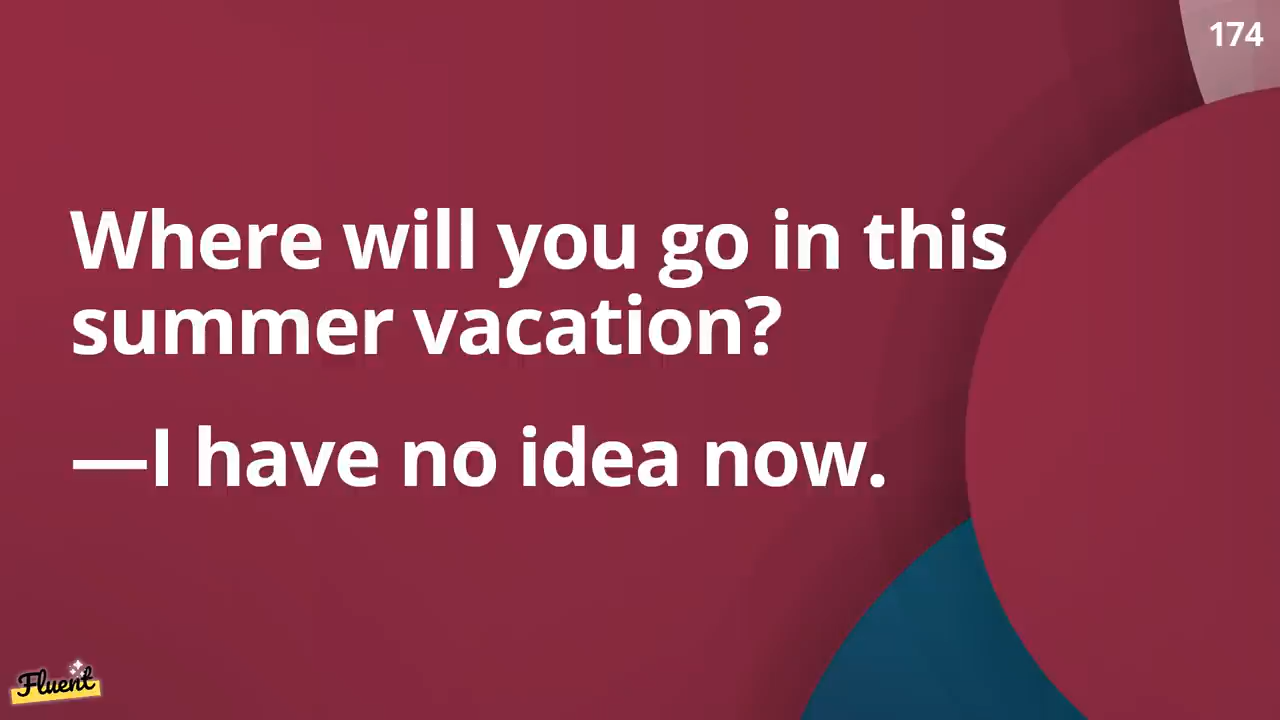 174
Where will you go in this
summer vacation?
—I have no idea now.
Fluent